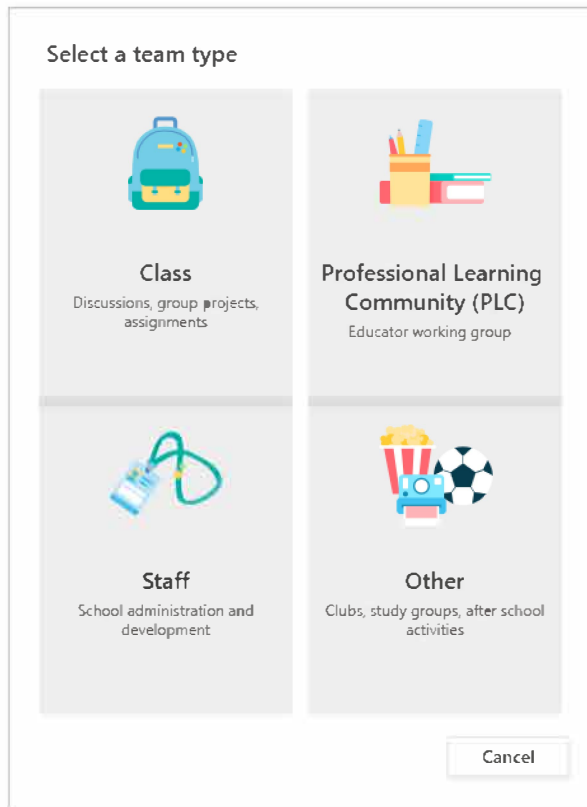 Select a team type
Class
Discussions, group projects,
assignments
Professional Learning
Community (PLC)
Educator working group
Staff
School administration and
development
Other
Clubs, study groups, after school
activities
Cancel